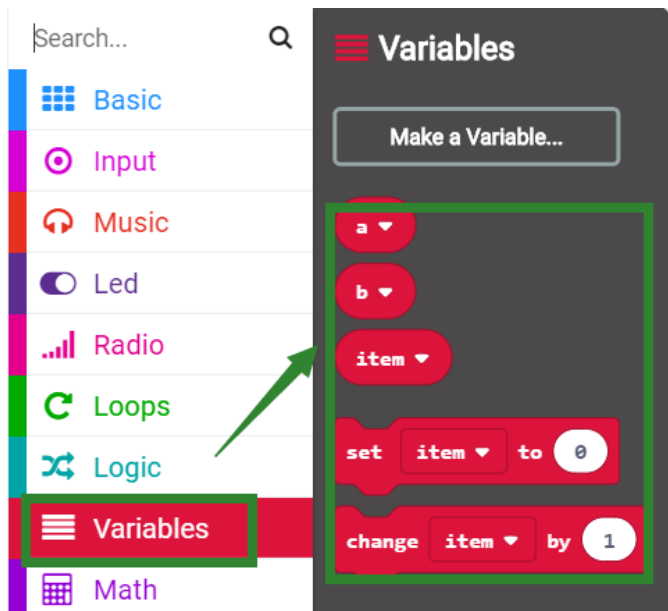 Search...
Basic
Input
Music
Led
Radio
Loops
Logic
Variables
Math
Variables
Make a Variable...
a
b
item
set item to 0
change item by 1